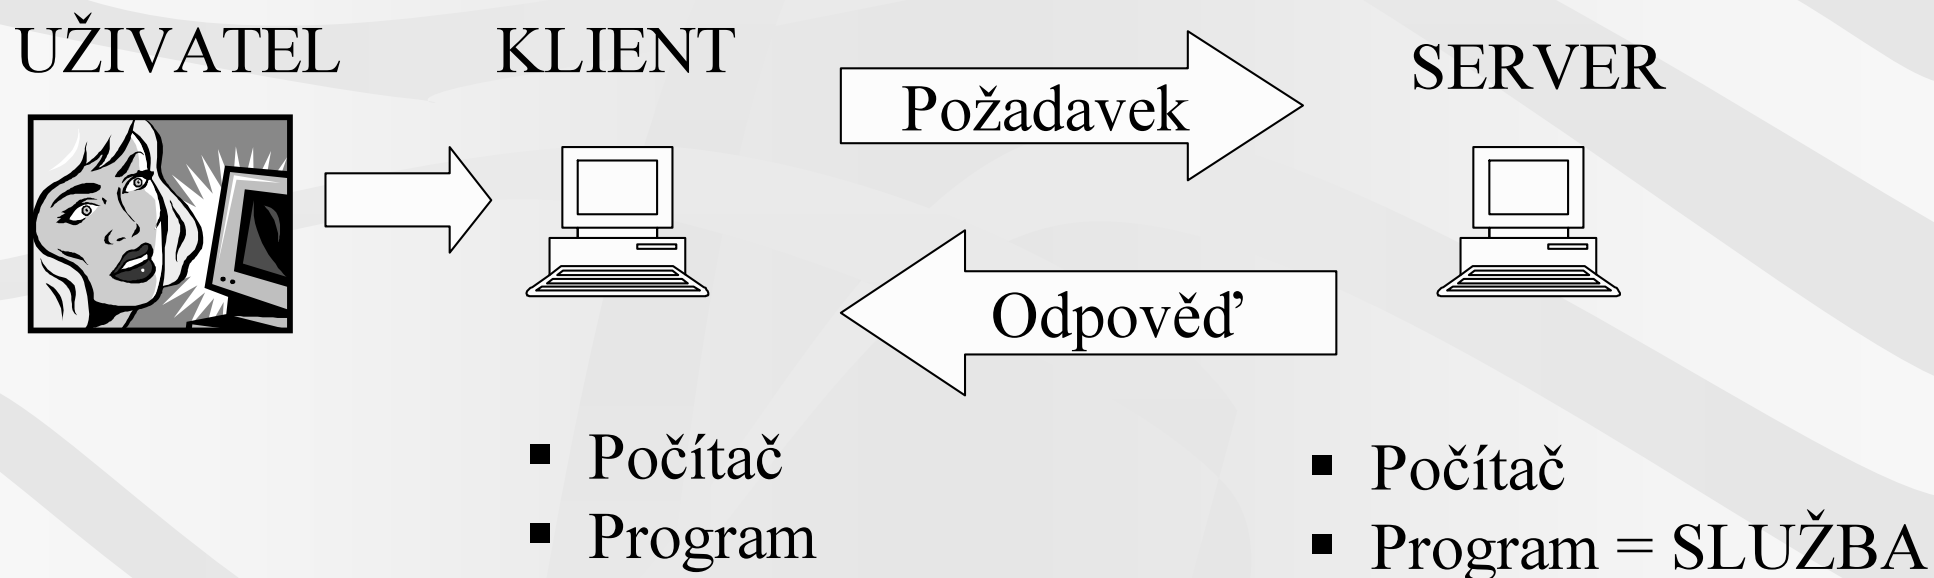 UŽIVATEL
KLIENT
SERVER
Požadavek
Odpověď
▪ Počítač
▪ Program
▪ Počítač
▪ Program = SLUŽBA